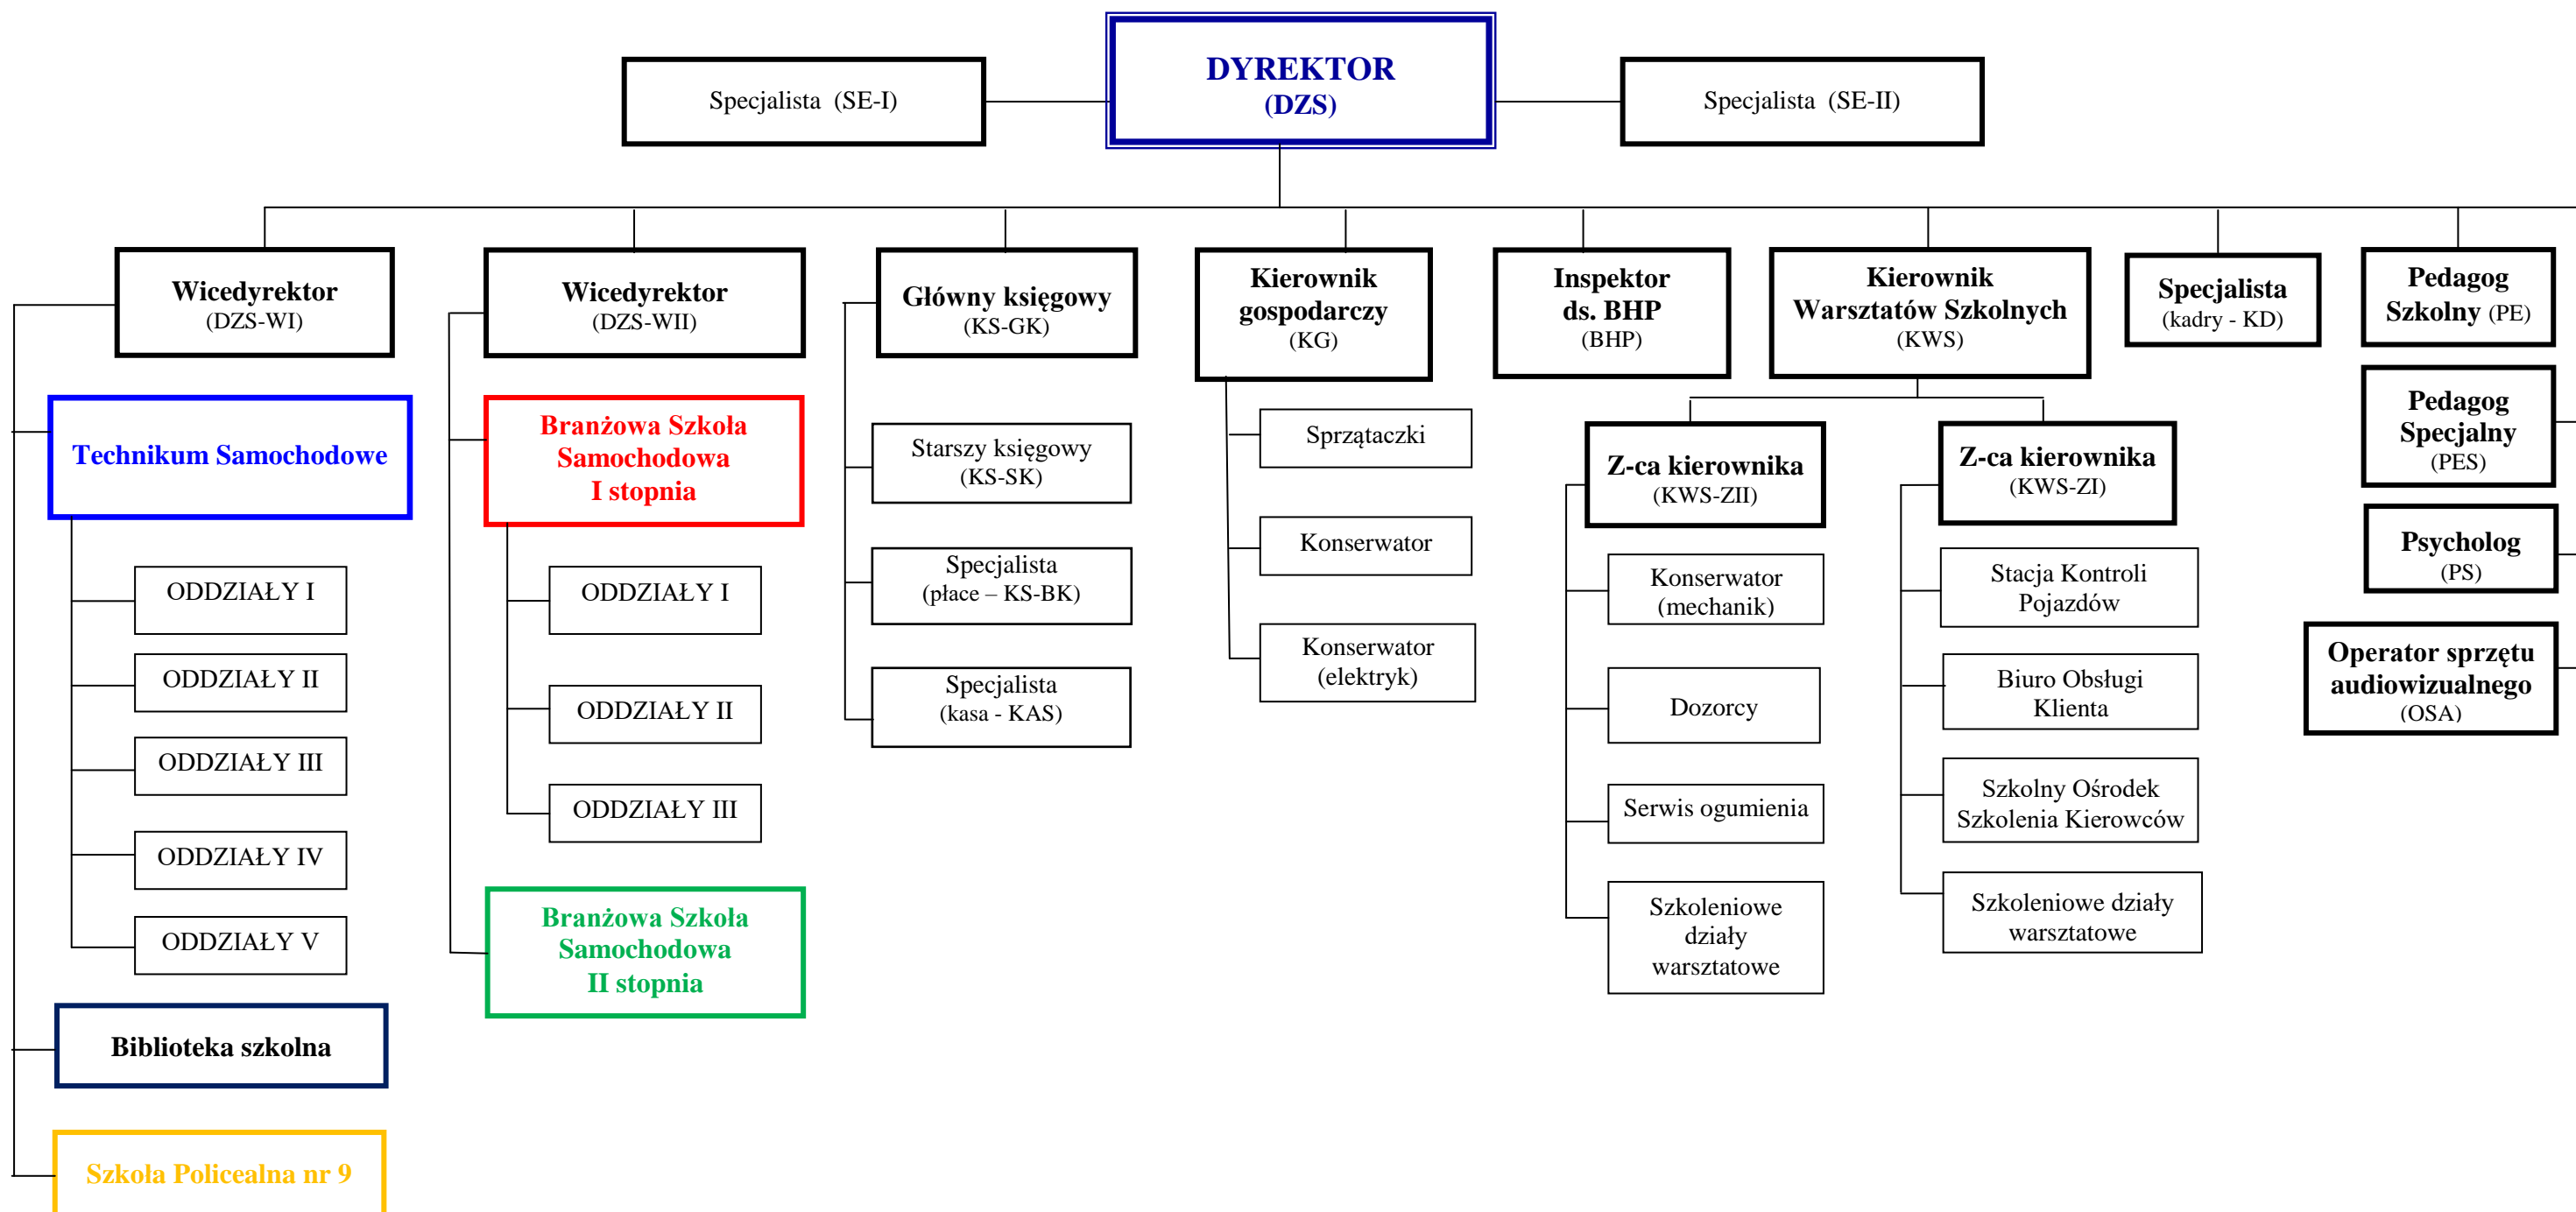 DYREKTOR
(DZS)
Specjalista (SE-I)
Specjalista (SE-II)
Wicedyrektor
(DZS-WI)
Technikum Samochodowe
ODDZIAŁY I
ODDZIAŁY II
ODDZIAŁY III
ODDZIAŁY IV
ODDZIAŁY V
Biblioteka szkolna
Szkoła Policealna nr 9
Wicedyrektor
(DZS-WII)
Branżowa Szkoła
Samochodowa
I stopnia
ODDZIAŁY I
ODDZIAŁY II
ODDZIAŁY III
Branżowa Szkoła
Samochodowa
II stopnia
Główny księgowy
(KS-GK)
Starszy księgowy
(KS-SK)
Specjalista
(płace – KS-BK)
Specjalista
(kasa - KAS)
Kierownik
gospodarczy
(KG)
Sprzątaczki
Konserwator
Konserwator
(elektryk)
Inspektor
ds. BHP
(BHP)
Kierownik
Warsztatów Szkolnych
(KWS)
Z-ca kierownika
(KWS-ZII)
Konserwator
(mechanik)
Dozorcy
Serwis ogumienia
Szkoleniowe
działy
warsztatowe
Z-ca kierownika
(KWS-ZI)
Stacja Kontroli
Pojazdów
Biuro Obsługi
Klienta
Szkolny Ośrodek
Szkolenia Kierowców
Szkoleniowe działy
warsztatowe
Specjalista
(kadry - KD)
Pedagog
Szkolny (PE)
Pedagog
Specjalny
(PES)
Psycholog
(PS)
Operator sprzętu
audiowizualnego
(OSA)